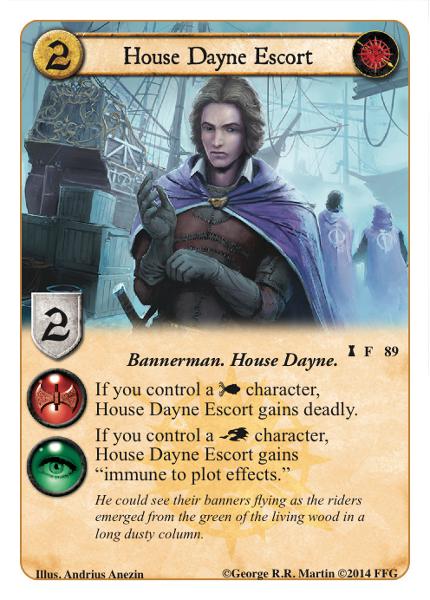 2
House Dayne Escort
2
Bannerman. House Dayne.
F 89
If you control a character,
House Dayne Escort gains deadly.
If you control a character,
House Dayne Escort gains
“immune to plot effects.”
He could see their banners flying as the riders
emerged from the green of the living wood in a
long dusty column.
Illus. Andrius Anezin
©George R.R. Martin ©2014 FFG